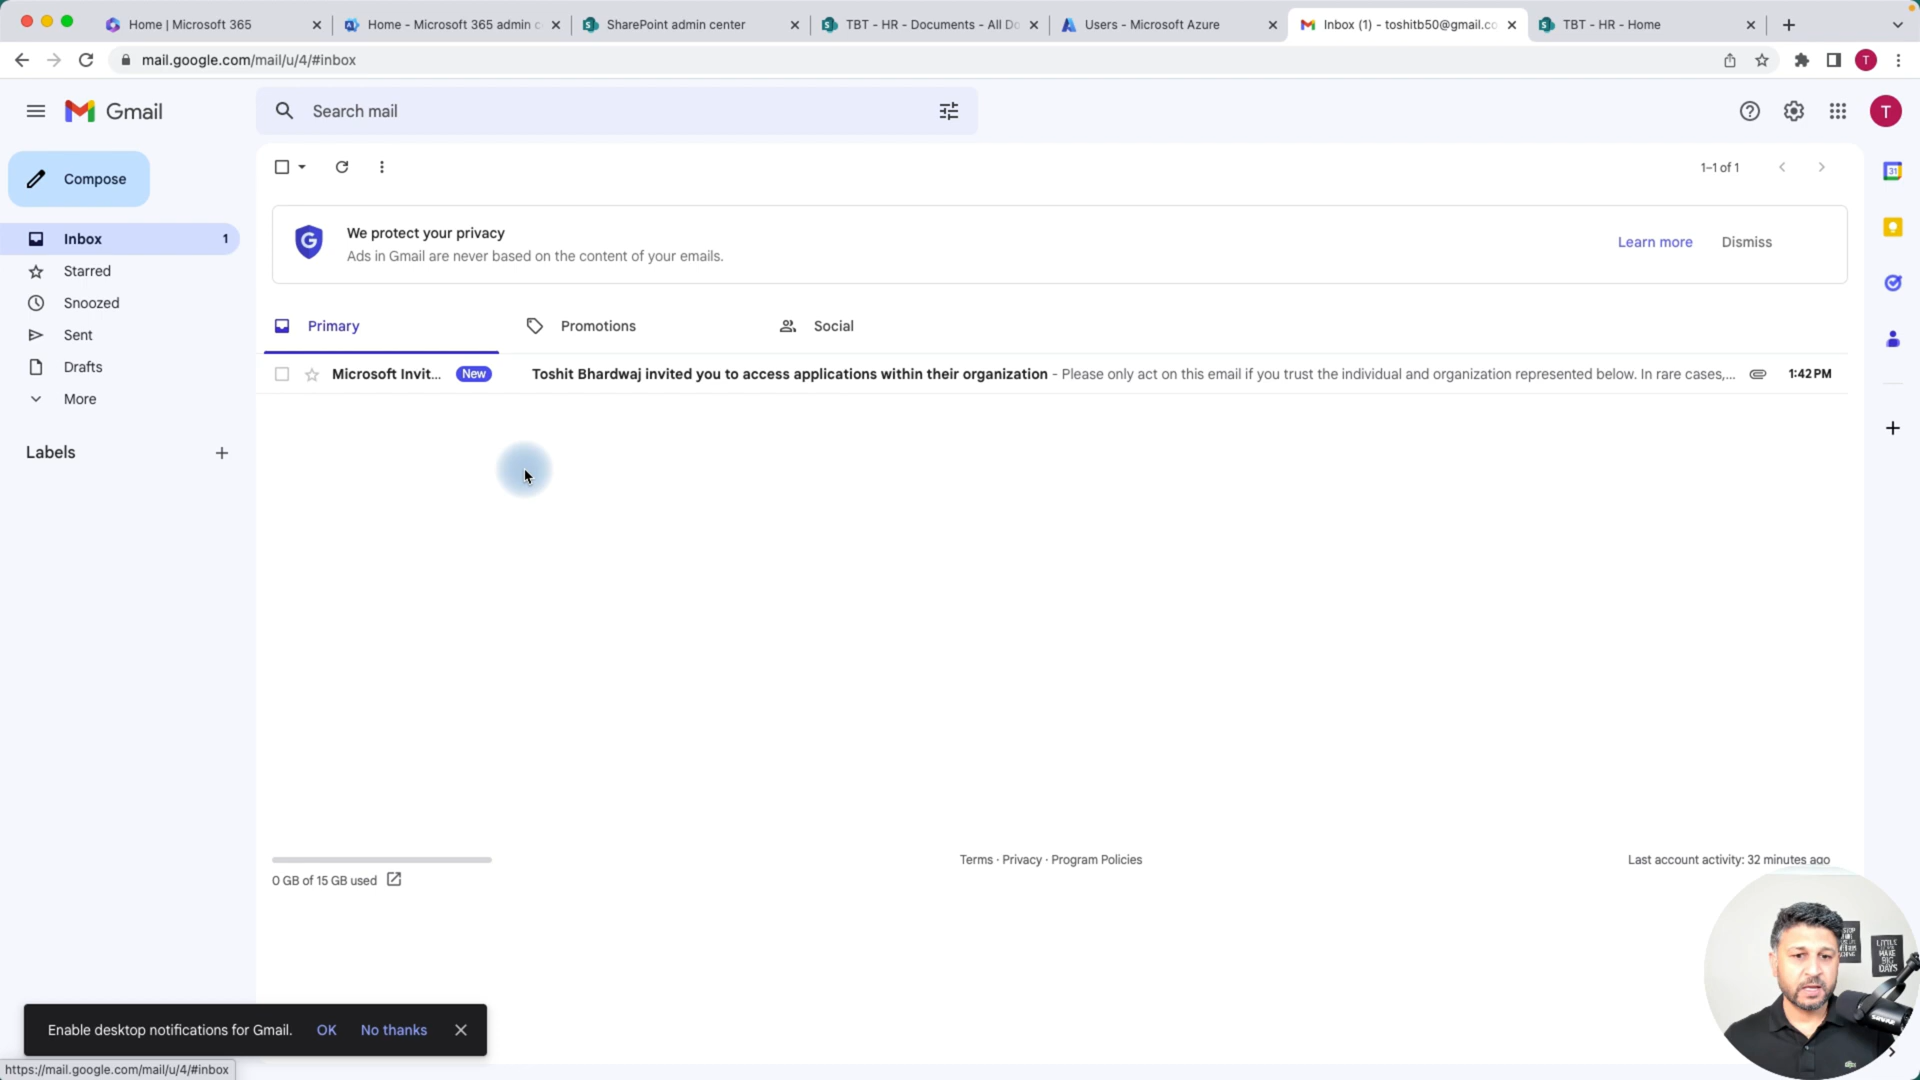 Home | Microsoft 365
Home - Microsoft 365 admin c
SharePoint admin center
TBT - HR - Documents - All Do
Users - Microsoft Azure
Inbox (1) - toshitb50@gmail.co
TBT - HR - Home
mail.google.com/mail/u/4/#inbox
T
Gmail
Search mail
T
Compose
1–1 of 1
31
Inbox 1
Starred
Snoozed
Sent
Drafts
More
Labels
G
We protect your privacy
Ads in Gmail are never based on the content of your emails.
Learn more
Dismiss
Primary
Promotions
Social
Microsoft Invit... New Toshit Bhardwaj invited you to access applications within their organization - Please only act on this email if you trust the individual and organization represented below. In rare cases,... 1:42 PM
0 GB of 15 GB used
Terms · Privacy · Program Policies
Last account activity: 32 minutes ago
LITTLE
BIG
DAYS
Enable desktop notifications for Gmail. OK No thanks
https://mail.google.com/mail/u/4/#inbox